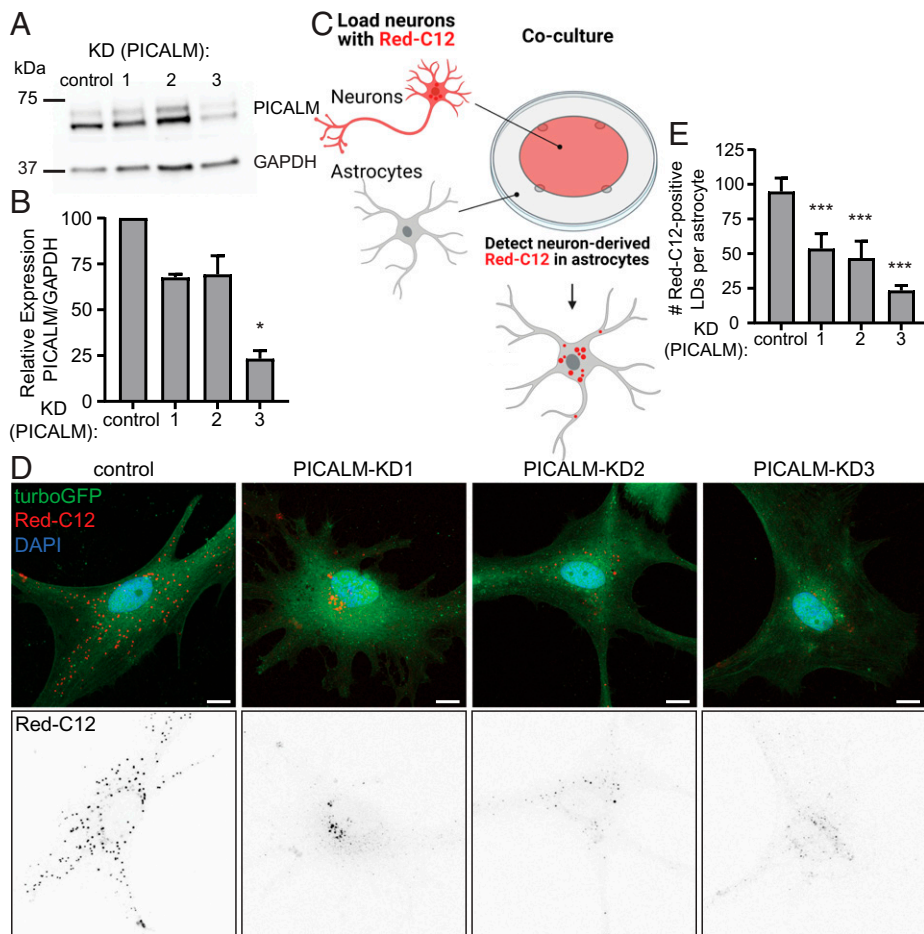 A
KD (PICALM):
kDa
control 1 2 3
75
PICALM
37
GAPDH
B
100
75
50
25
0
Relative Expression
PICALM/GAPDH
*
KD
(PICALM):
control 1 2 3
C
Load neurons
with Red-C12
Co-culture
Neurons
Astrocytes
Detect neuron-derived
Red-C12 in astrocytes
E
125
100
75
50
25
0
# Red-C12-positive
LDs per astrocyte
***
***
***
KD
(PICALM):
control 1 2 3
D
control
PICALM-KD1
PICALM-KD2
PICALM-KD3
turboGFP
Red-C12
DAPI
Red-C12